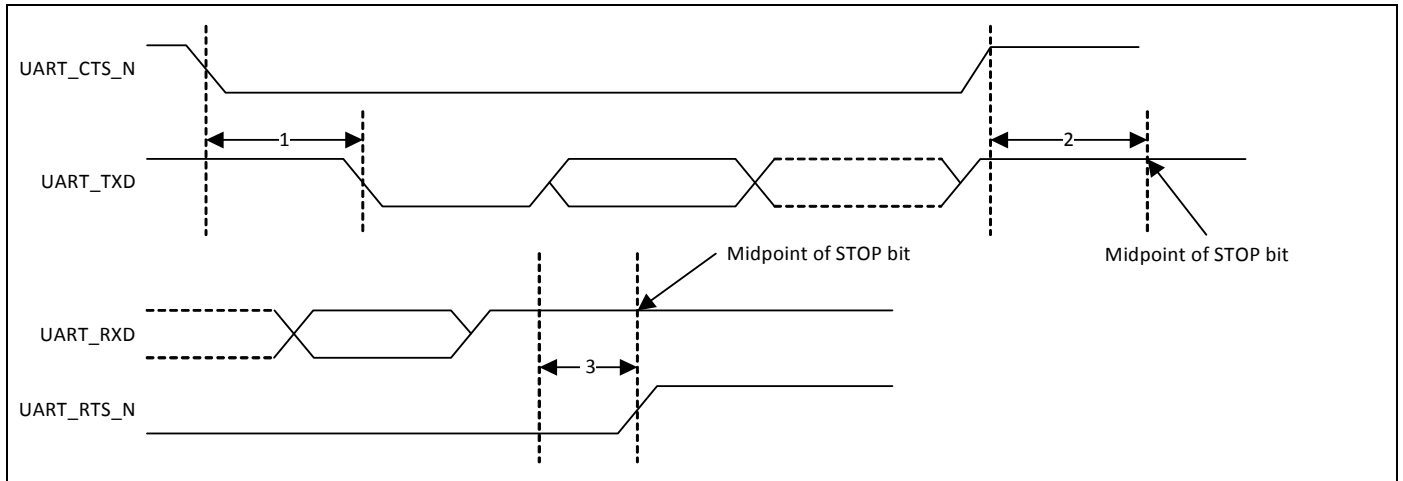 UART_CTS_N
1
2
UART_TXD
Midpoint of STOP bit
Midpoint of STOP bit
UART_RXD
3
UART_RTS_N